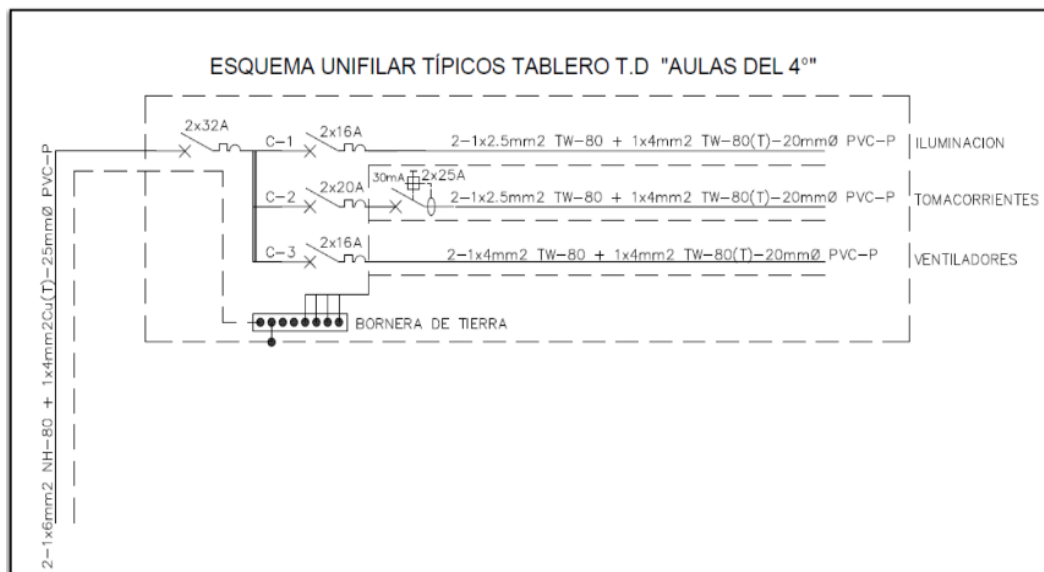 ESQUEMA UNIFILAR TÍPICOS TABLERO T.D "AULAS DEL 4°"
2x32A
C-1
2x16A
2-1x2.5mm2 TW-80 + 1x4mm2 TW-80(T)-20mmØ PVC-P
ILUMINACION
C-2
2x20A
30mA
2x25A
2-1x2.5mm2 TW-80 + 1x4mm2 TW-80(T)-20mmØ PVC-P
TOMACORRIENTES
C-3
2x16A
2-1x4mm2 TW-80 + 1x4mm2 TW-80(T)-20mmØ PVC-P
VENTILADORES
BORNERA DE TIERRA
2-1x6mm2 NH-80 + 1x4mm2Cu(T)-25mmØ PVC-P